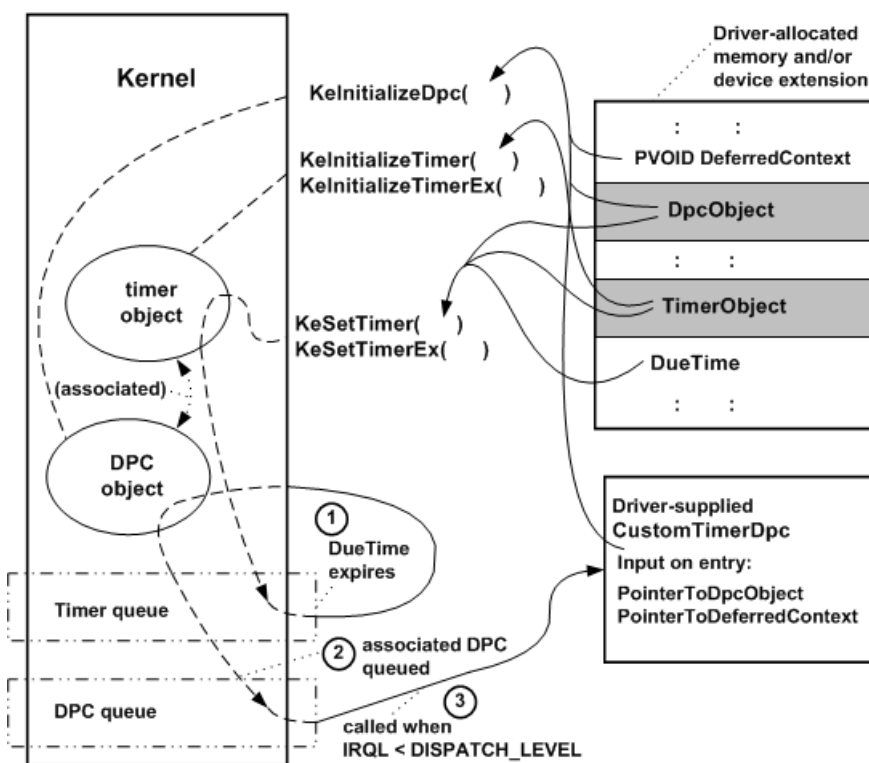 Kernel
KeInitializeDpc( )
KeInitializeTimer( )
KeInitializeTimerEx( )
timer
object
KeSetTimer( )
KeSetTimerEx( )
(associated)
DPC
object
1
DueTime
expires
Timer queue
2
associated DPC
queued
DPC queue
3
called when
IRQL < DISPATCH_LEVEL
Driver-allocated
memory and/or
device extension
: :
PVOID DeferredContext
DpcObject
: :
TimerObject
DueTime
: :
Driver-supplied
CustomTimerDpc
Input on entry:
PointerToDpcObject
PointerToDeferredContext